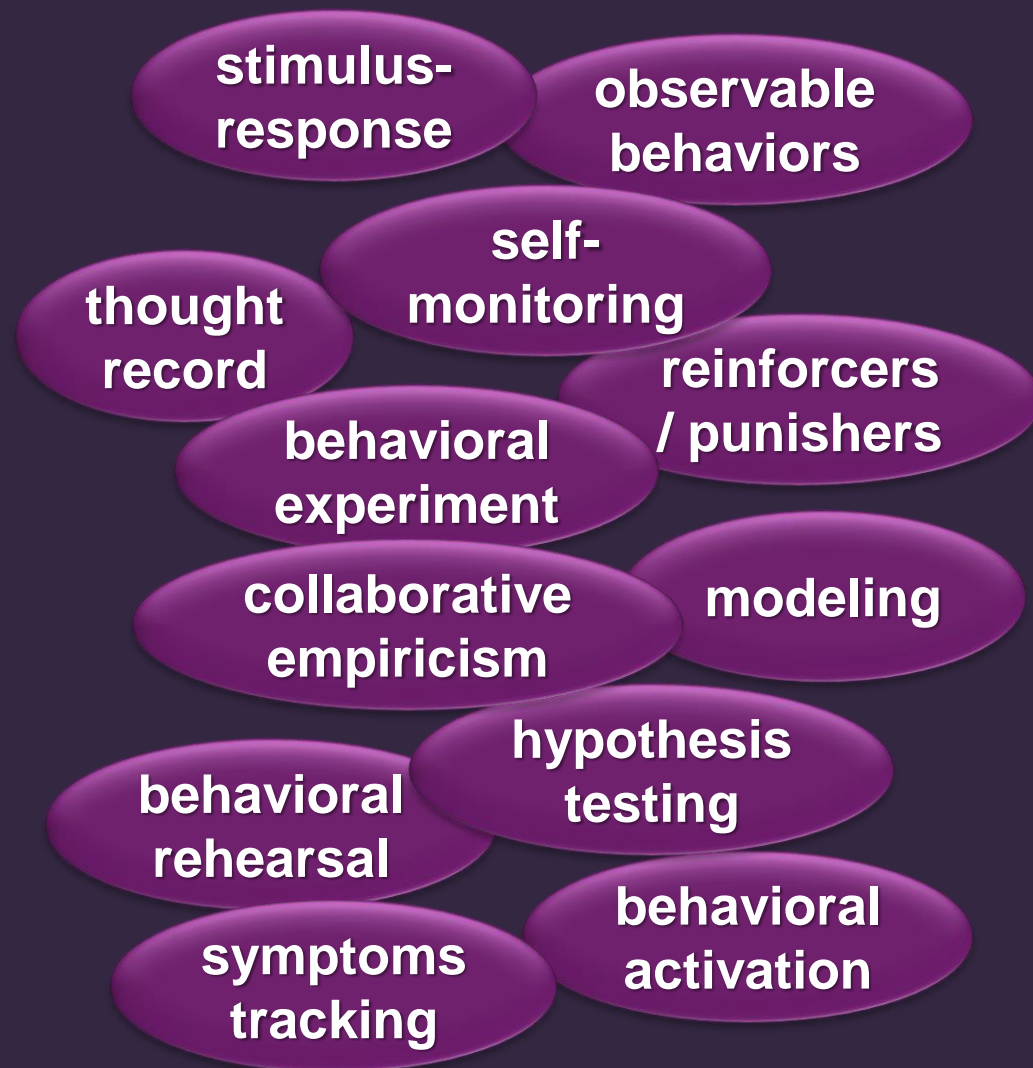 stimulus-
response
observable
behaviors
self-
monitoring
thought
record
reinforcers
/ punishers
behavioral
experiment
collaborative
empiricism
modeling
hypothesis
testing
behavioral
rehearsal
behavioral
activation
symptoms
tracking